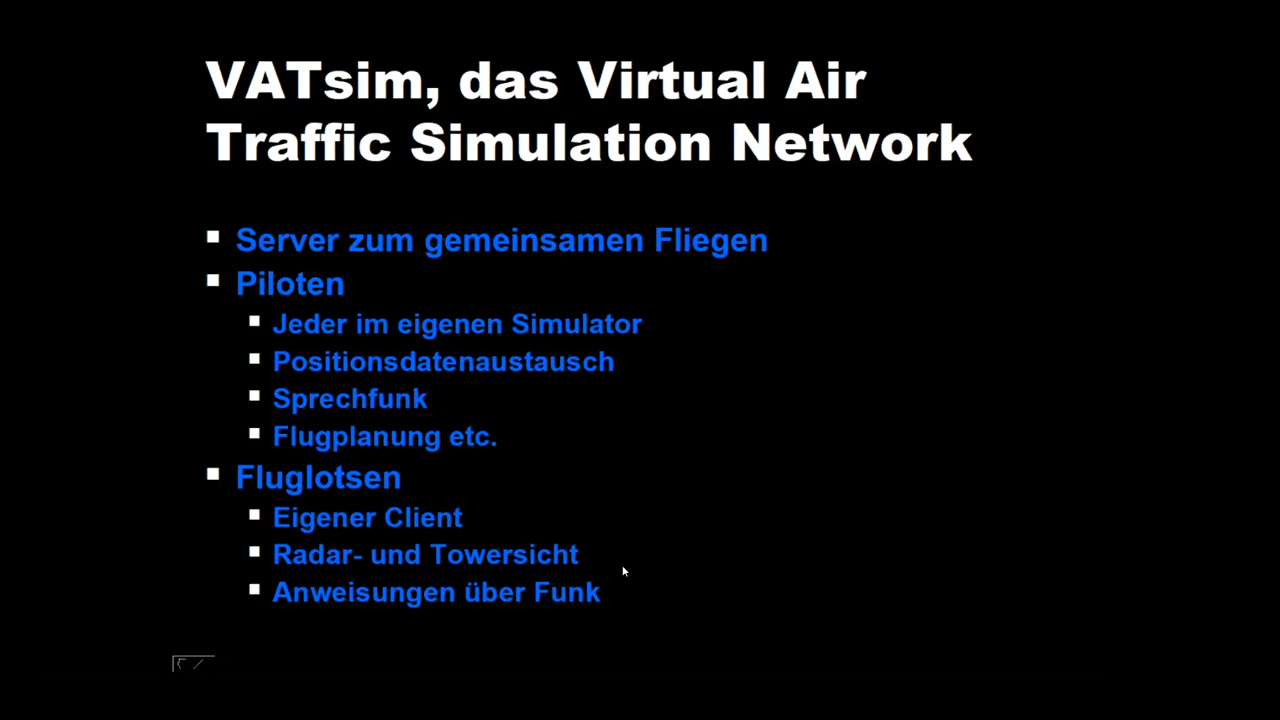 VATsim, das Virtual Air
Traffic Simulation Network
Server zum gemeinsamen Fliegen
Piloten
Jeder im eigenen Simulator
Positionsdatenaustausch
Sprechfunk
Flugplanung etc.
Fluglotsen
Eigener Client
Radar- und Towersicht
Anweisungen über Funk